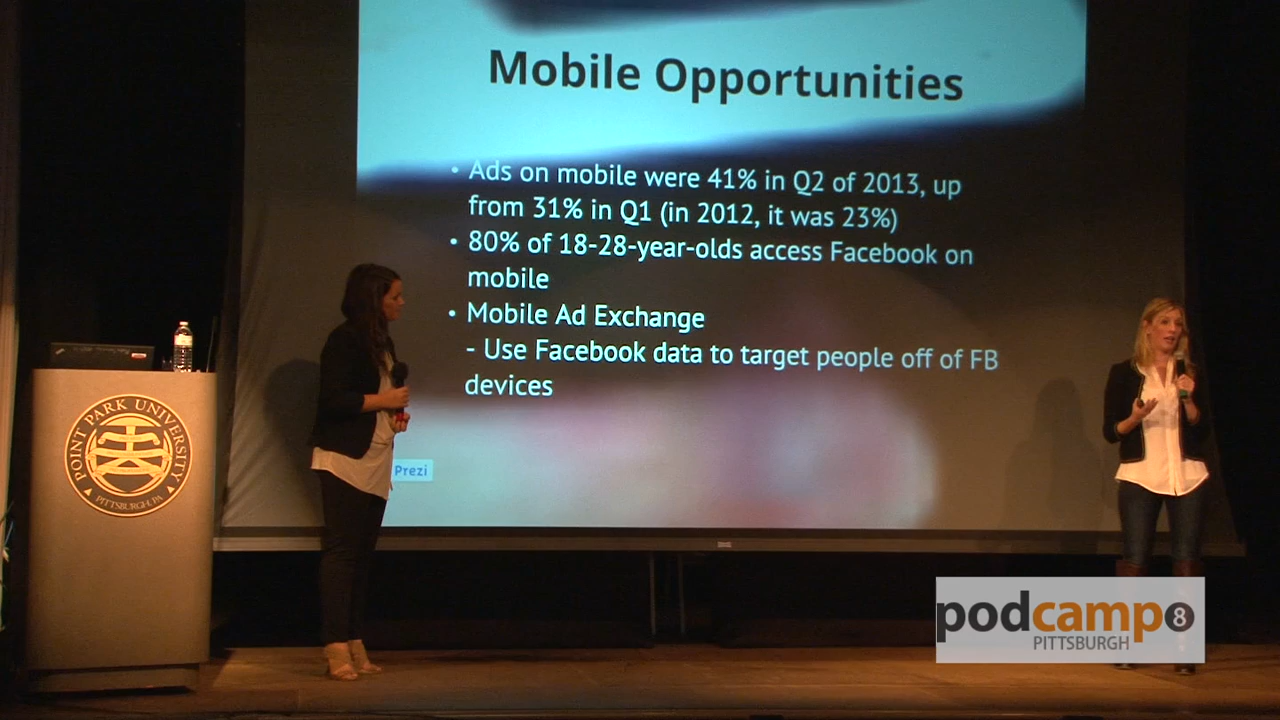 Mobile Opportunities
• Ads on mobile were 41% in Q2 of 2013, up
from 31% in Q1 (in 2012, it was 23%)
• 80% of 18-28-year-olds access Facebook on
mobile
• Mobile Ad Exchange
- Use Facebook data to target people off of FB
devices
Prezi
POINT PARK UNIVERSITY
PITTSBURGH, PA
podcamp8
PITTSBURGH